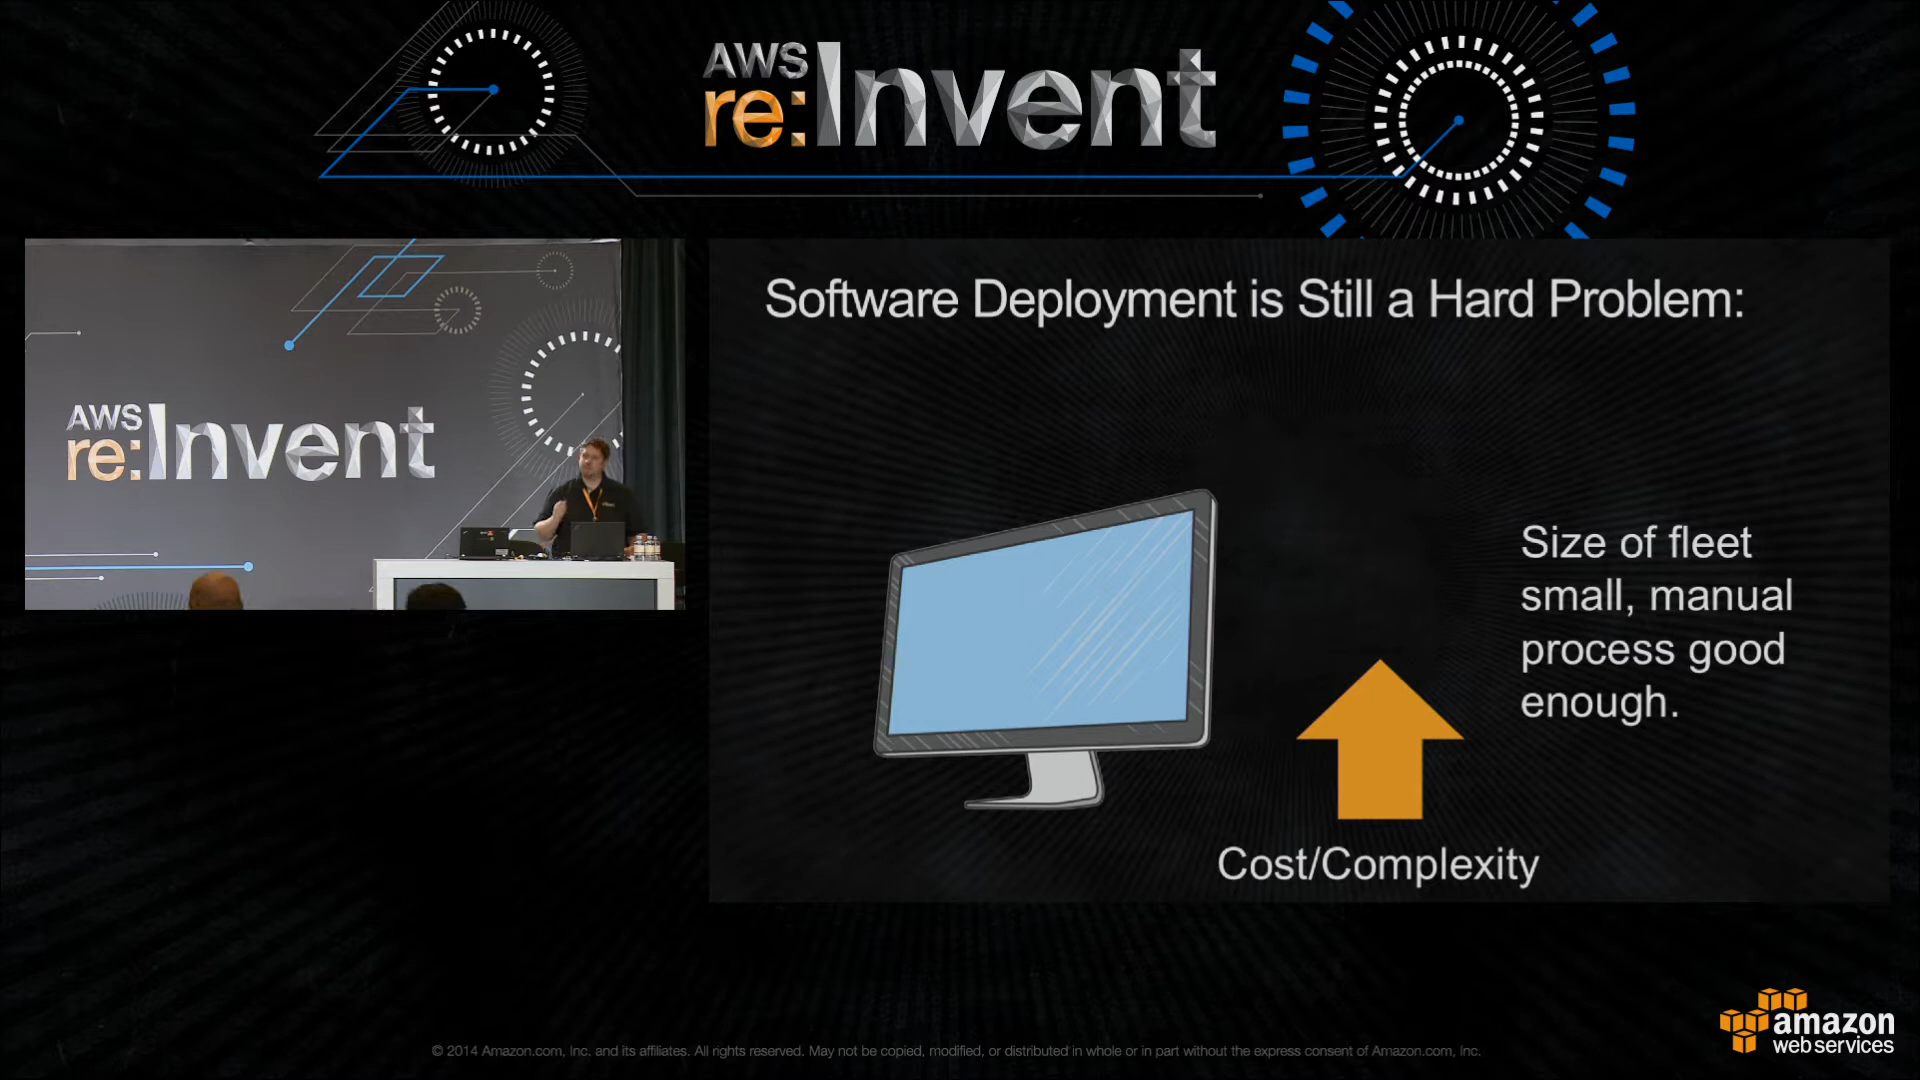 AWS
re:Invent
AWS
re:Invent
Software Deployment is Still a Hard Problem:
Size of fleet
small, manual
process good
enough.
Cost/Complexity
amazon
web services
© 2014 Amazon.com, Inc. and its affiliates. All rights reserved. May not be copied, modified, or distributed in whole or in part without the express consent of Amazon.com, Inc.